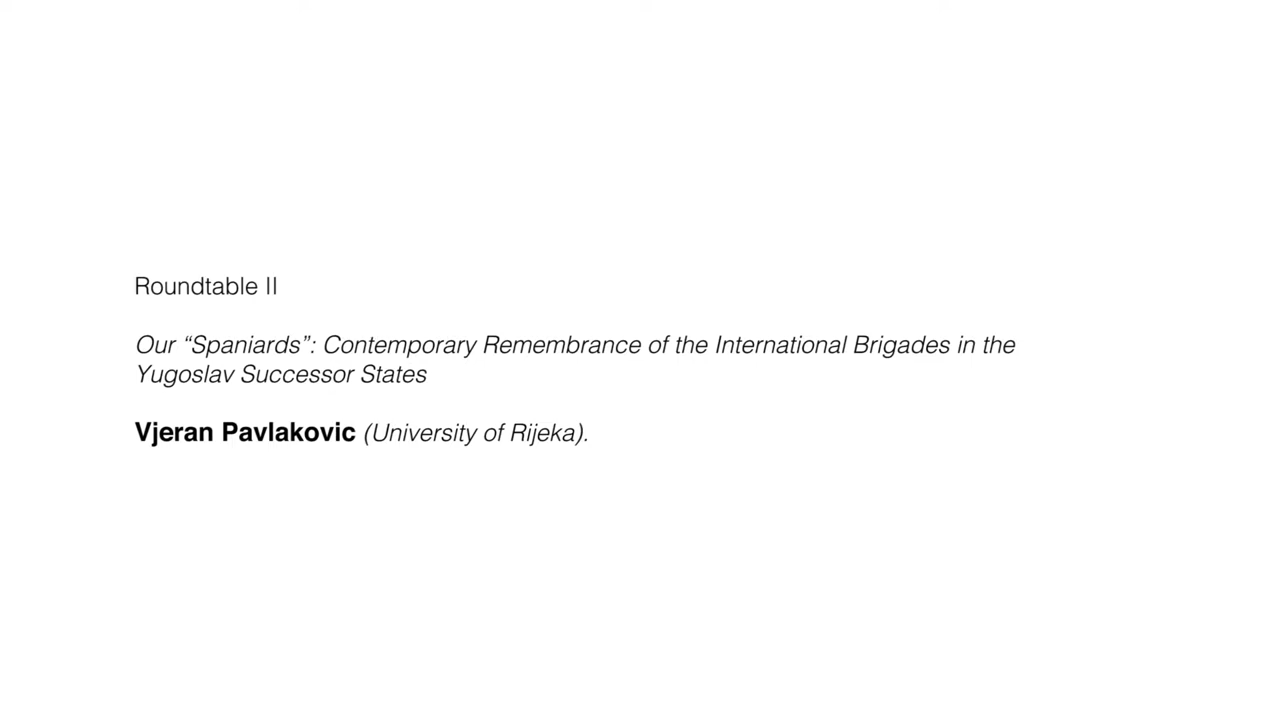 Roundtable II
Our “Spaniards”: Contemporary Remembrance of the International Brigades in the
Yugoslav Successor States
Vjeran Pavlakovic (University of Rijeka).